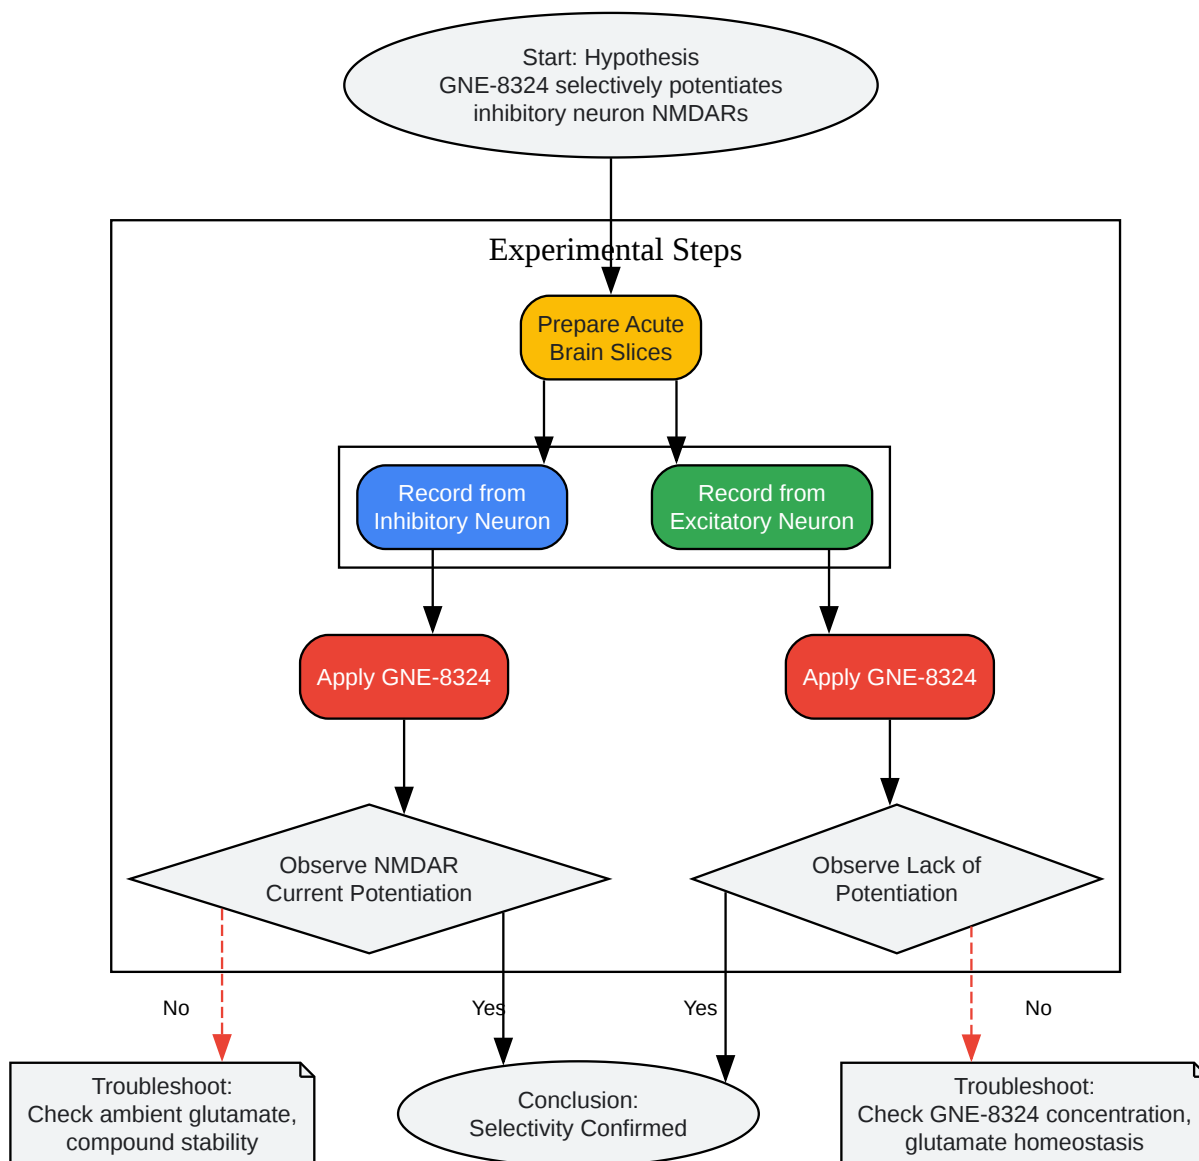 Start: Hypothesis
GNE-8324 selectively potentiates
inhibitory neuron NMDARs
Experimental Steps
Prepare Acute
Brain Slices
Record from
Inhibitory Neuron
Record from
Excitatory Neuron
Apply GNE-8324
Apply GNE-8324
Observe NMDAR
Current Potentiation
Observe Lack of
Potentiation
No
Yes
Yes
No
Troubleshoot:
Check ambient glutamate,
compound stability
Conclusion:
Selectivity Confirmed
Troubleshoot:
Check GNE-8324 concentration,
glutamate homeostasis